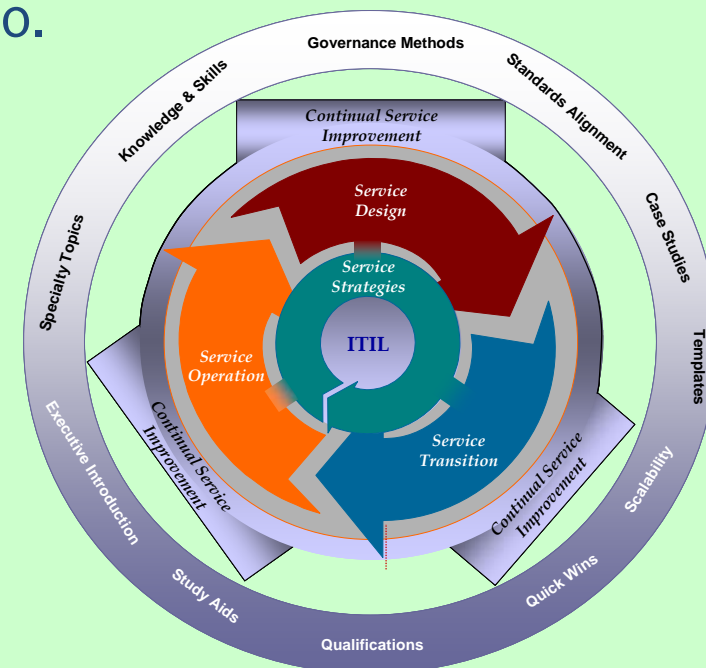 o.
Governance Methods
Knowledge & Skills
Standards Alignment
Continual Service
Improvement
Service
Design
Case Studies
Specialty Topics
Service
Strategies
ITIL
Templates
Service
Operation
Service
Transition
Continual Service
Improvement
Continual Service
Improvement
Executive Introduction
Scalability
Study Aids
Quick Wins
Qualifications